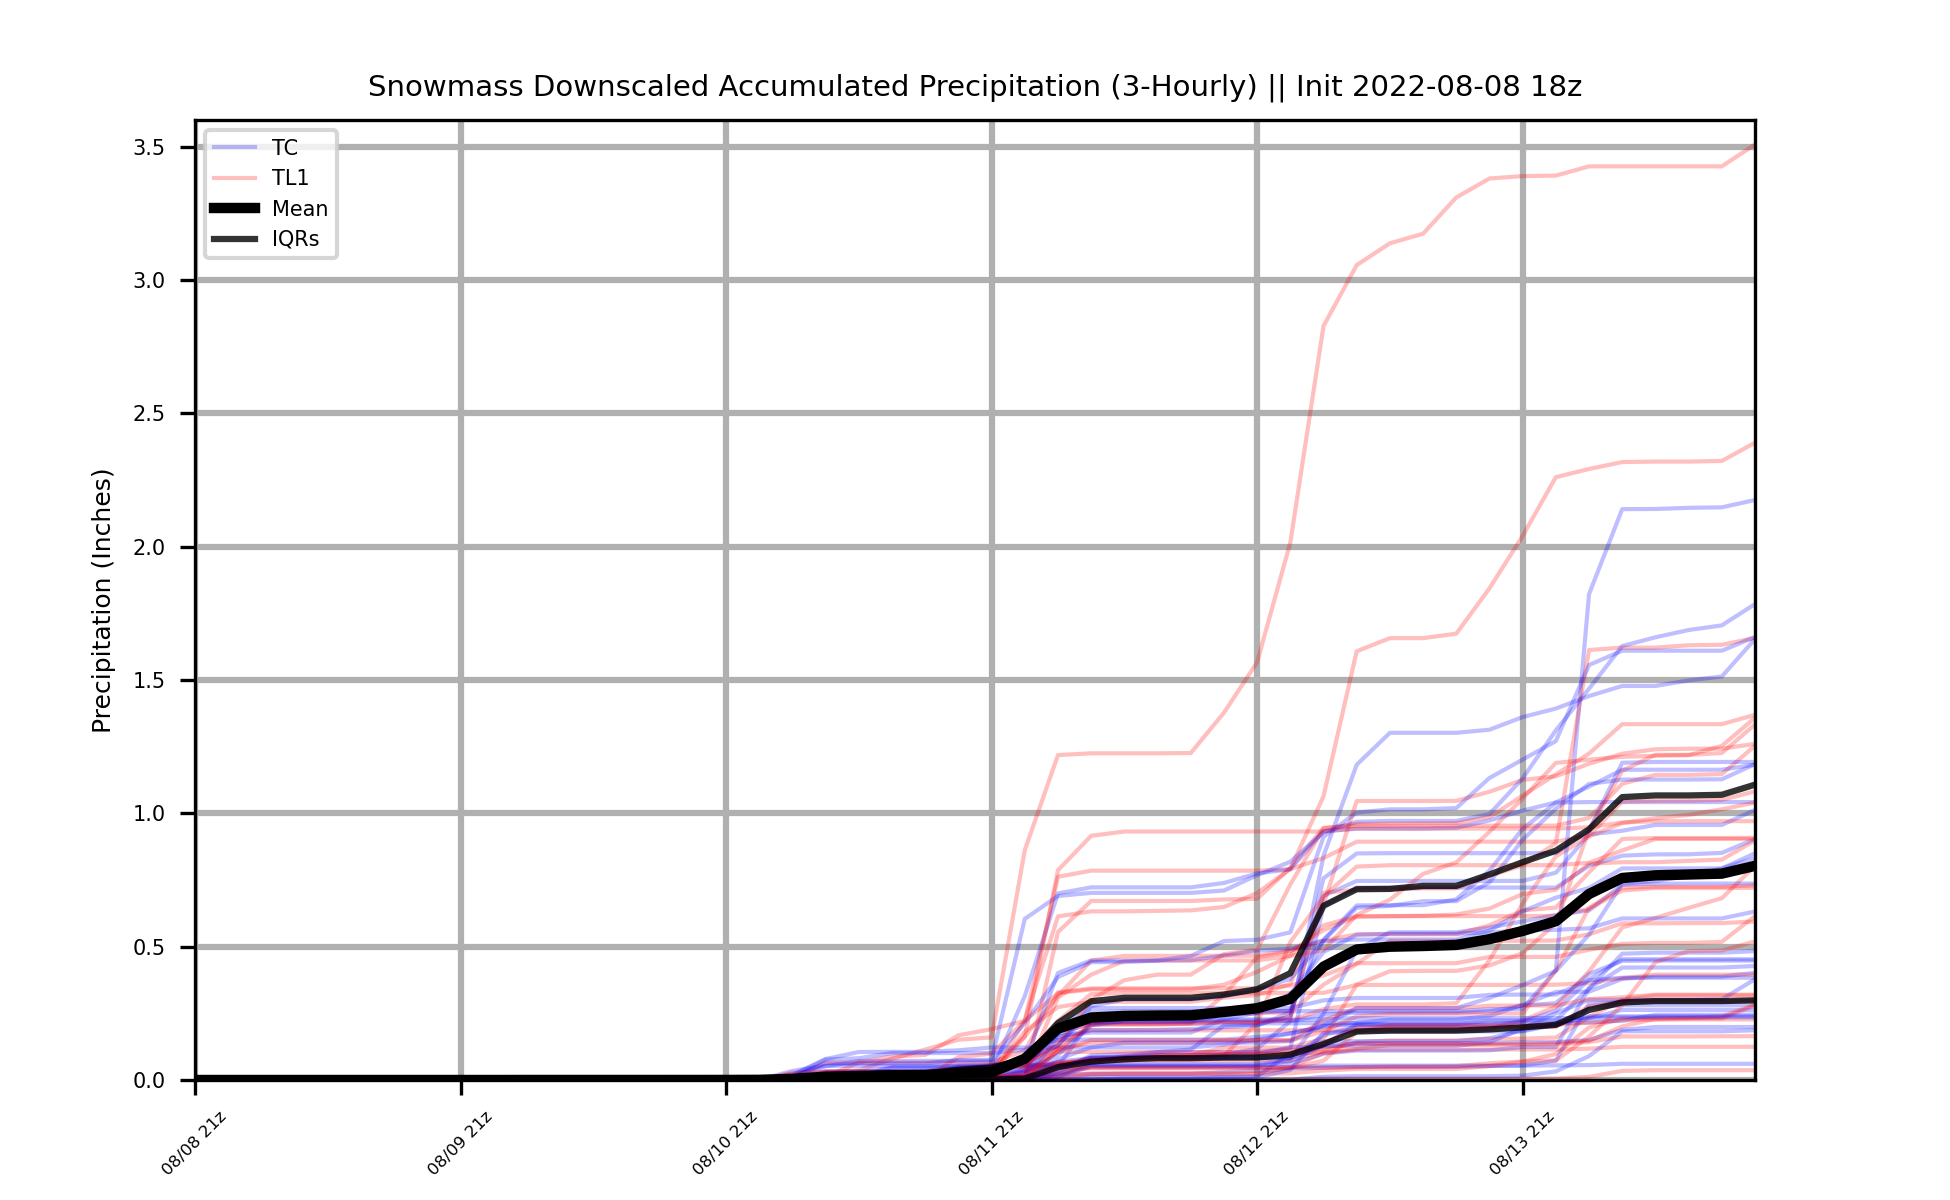 Snowmass Downscaled Accumulated Precipitation (3-Hourly) || Init 2022-08-08 18z
TC
TL1
Mean
IQRs
Precipitation (Inches)
3.5
3.0
2.5
2.0
1.5
1.0
0.5
0.0
08/08 21z
08/09 21z
08/10 21z
08/11 21z
08/12 21z
08/13 21z